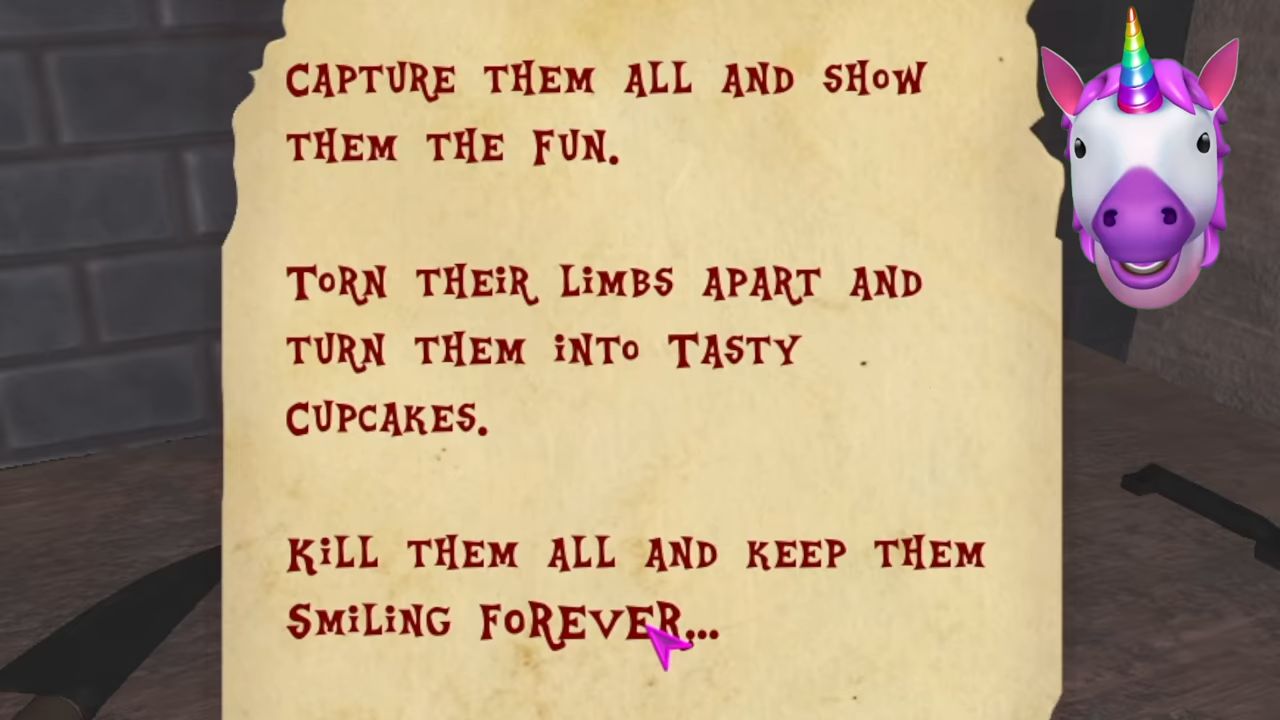 Capture them all and show
them the fun.
Torn their limbs apart and
turn them into Tasty
Cupcakes.
Kill them all and keep them
Smiling forever...